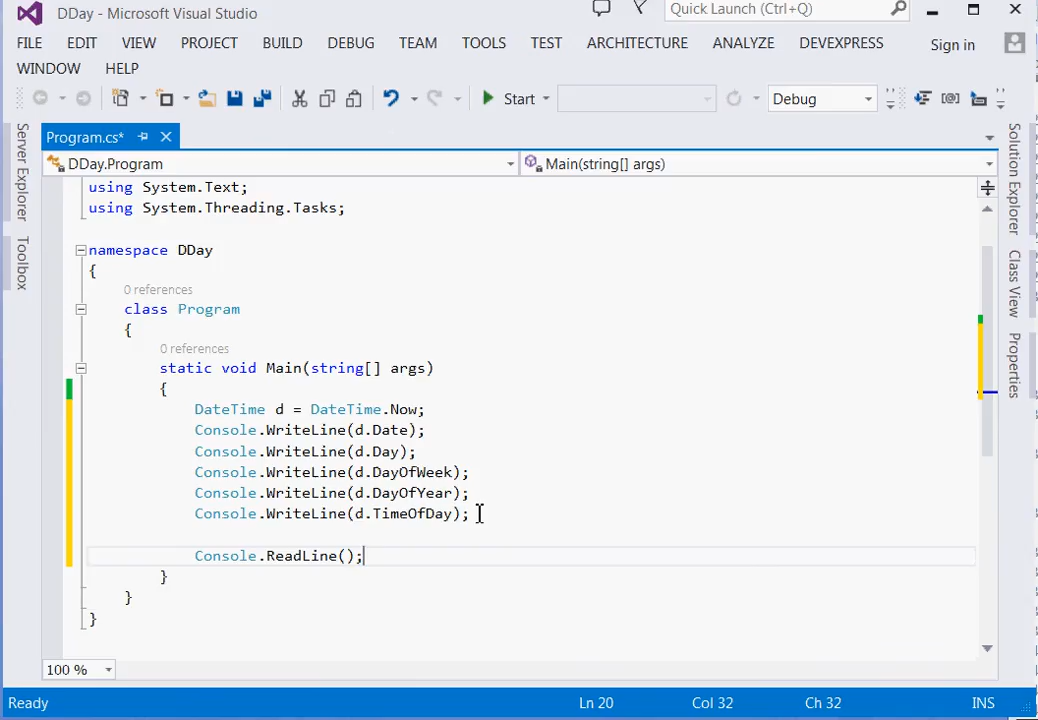 DDay - Microsoft Visual Studio
Quick Launch (Ctrl+Q)
FILE EDIT VIEW PROJECT BUILD DEBUG TEAM TOOLS TEST ARCHITECTURE ANALYZE DEVEXPRESS Sign in
WINDOW HELP
Start Debug
Server Explorer
Toolbox
Program.cs*
DDay.Program Main(string[] args)
using System.Text;
using System.Threading.Tasks;
namespace DDay
{
0 references
class Program
{
0 references
static void Main(string[] args)
{
DateTime d = DateTime.Now;
Console.WriteLine(d.Date);
Console.WriteLine(d.Day);
Console.WriteLine(d.DayOfWeek);
Console.WriteLine(d.DayOfYear);
Console.WriteLine(d.TimeOfDay);
Console.ReadLine();
}
}
}
100 %
Solution Explorer
Class View
Properties
Ready Ln 20 Col 32 Ch 32 INS